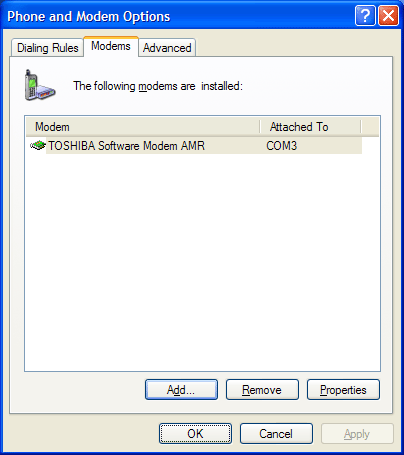 Phone and Modem Options
Dialing Rules Modems Advanced
The following modems are installed:
Modem Attached To
TOSHIBA Software Modem AMR COM3
Add... Remove Properties
OK Cancel Apply